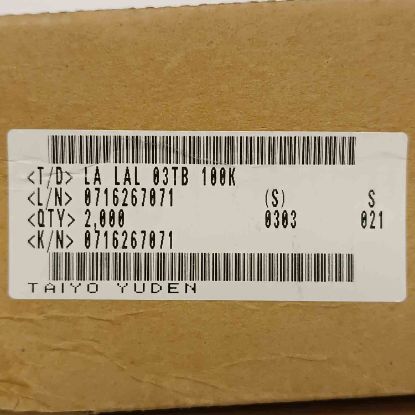 <T/D> LA LAL 03TB 100K
<L/N> 0716267071 (S) S
<QTY> 2,000 0303 021
<K/N> 0716267071
TAIYO YUDEN